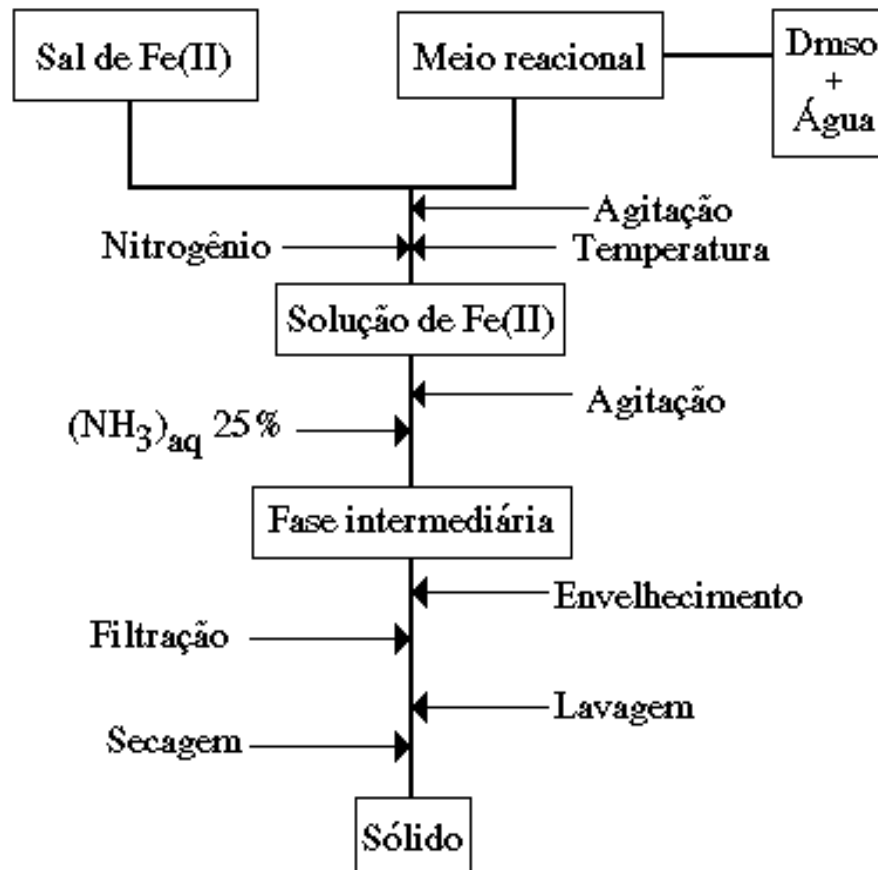 Sal de Fe(II)
Meio reacional
Dmso
+
Água
Agitação
Nitrogênio
Temperatura
Solução de Fe(II)
Agitação
(NH3)aq 25%
Fase intermediária
Envelhecimento
Filtração
Lavagem
Secagem
Sólido